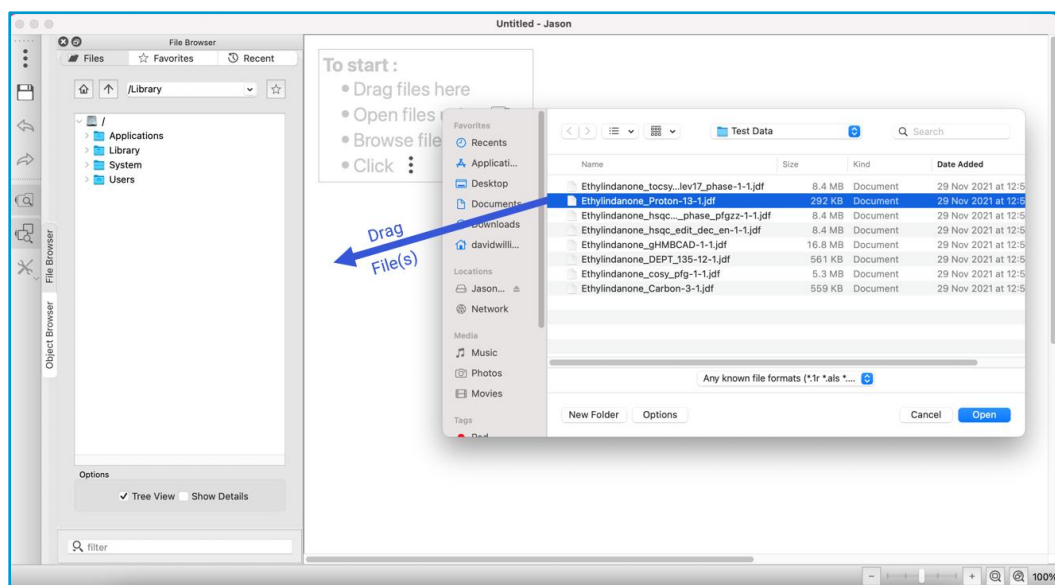 Untitled - Jason
File Browser
Files
Favorites
Recent
/Library
/
Applications
Library
System
Users
Options
Tree View
Show Details
filter
File Browser
Object Browser
To start :
Drag files here
Open files
Browse file
Click
Drag
File(s)
Favorites
Recents
Applicati...
Desktop
Documents
Downloads
davidwilli...
Locations
Jason...
Network
Media
Music
Photos
Movies
Tags
Red
Test Data
Search
Name Size Kind Date Added
Ethylindanone_tocsy...lev17_phase-1-1.jdf 8.4 MB Document 29 Nov 2021 at 12:5
Ethylindanone_Proton-13-1.jdf 292 KB Document 29 Nov 2021 at 12:5
Ethylindanone_hsqc..._phase_pfgzz-1-1.jdf 8.4 MB Document 29 Nov 2021 at 12:5
Ethylindanone_hsqc_edit_dec_en-1-1.jdf 8.4 MB Document 29 Nov 2021 at 12:5
Ethylindanone_gHMBCAD-1-1.jdf 16.8 MB Document 29 Nov 2021 at 12:5
Ethylindanone_DEPT_135-12-1.jdf 561 KB Document 29 Nov 2021 at 12:5
Ethylindanone_cosy_pfg-1-1.jdf 5.3 MB Document 29 Nov 2021 at 12:5
Ethylindanone_Carbon-3-1.jdf 559 KB Document 29 Nov 2021 at 12:5
Any known file formats (*.1r *.als *....
New Folder
Options
Cancel
Open
100%